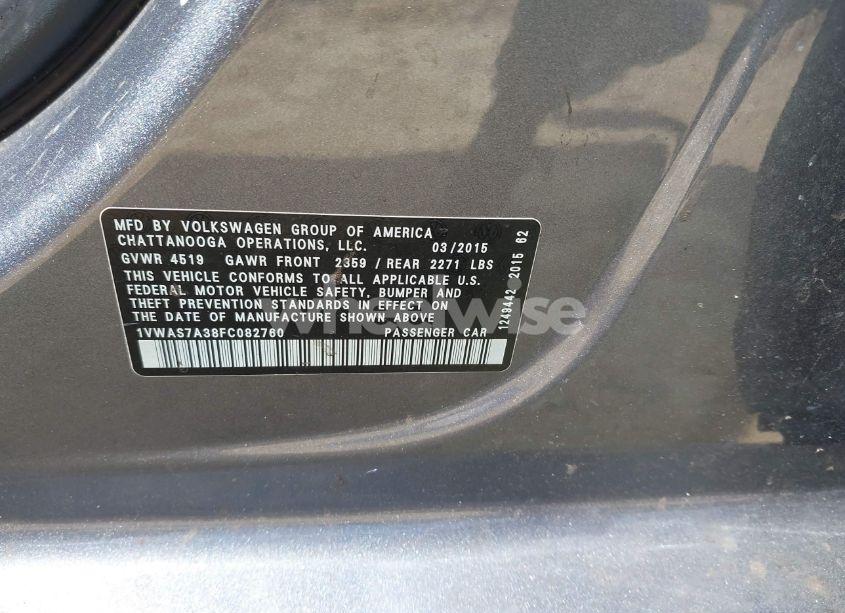 MFD BY VOLKSWAGEN GROUP OF AMERICA
CHATTANOOGA OPERATIONS, LLC. 03/2015
GVWR 4519 GAWR FRONT 2359 / REAR 2271 LBS
THIS VEHICLE CONFORMS TO ALL APPLICABLE U.S.
FEDERAL MOTOR VEHICLE SAFETY, BUMPER AND
THEFT PREVENTION STANDARDS IN EFFECT ON
THE DATE OF MANUFACTURE SHOWN ABOVE
1VWAS7A38FC082760 PASSENGER CAR
1249442 2015 62